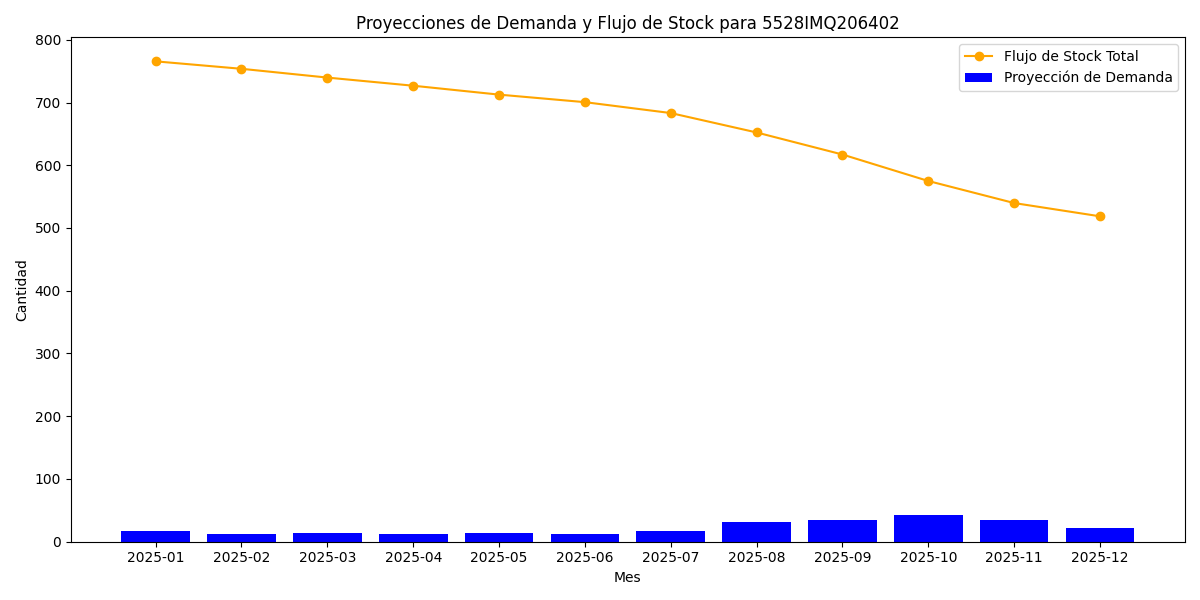 Proyecciones de Demanda y Flujo de Stock para 5528IMQ206402
Flujo de Stock Total
Proyección de Demanda
Cantidad
800
700
600
500
400
300
200
100
0
2025-01 2025-02 2025-03 2025-04 2025-05 2025-06 2025-07 2025-08 2025-09 2025-10 2025-11 2025-12
Mes